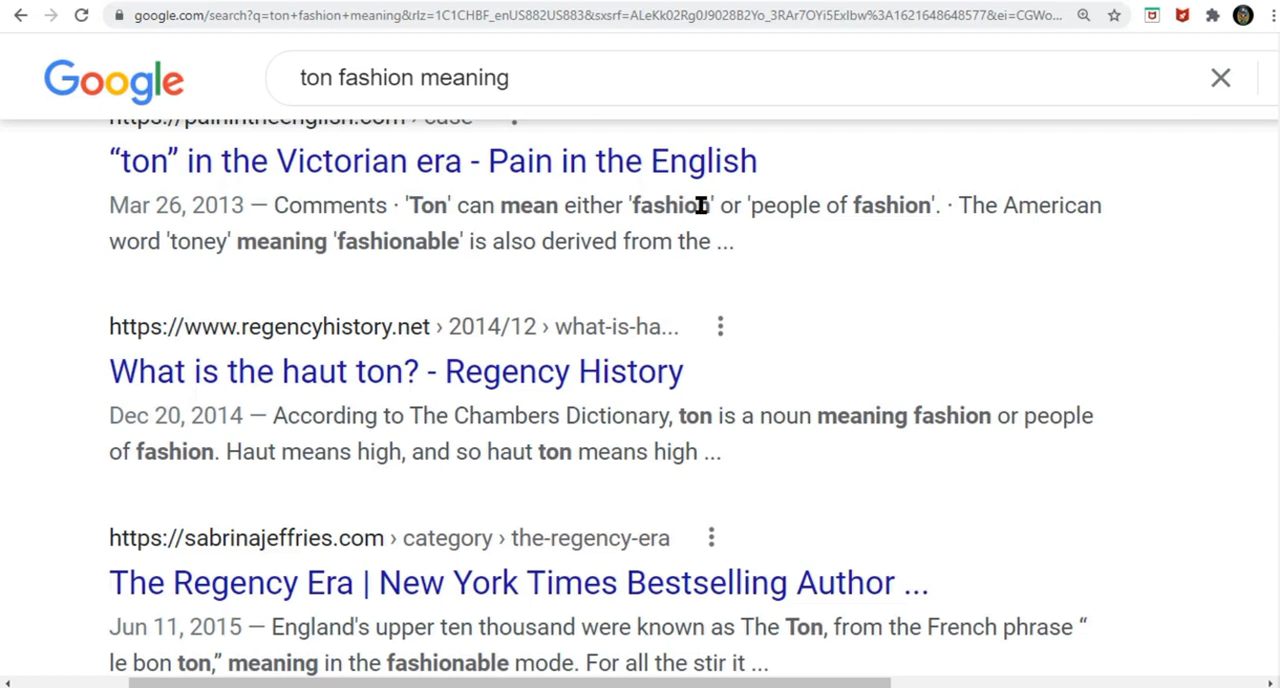 google.com/search?q=ton+fashion+meaning&rlz=1C1CHBF_enUS882US883&sxsrf=ALeKk02Rg0J9028B2Yo_3RAr7OYi5ExIbw%3A1621648648577&ei=CGWo...
Google
ton fashion meaning
https://painintheenglish.com › case
“ton” in the Victorian era - Pain in the English
Mar 26, 2013 — Comments · 'Ton' can mean either 'fashion' or 'people of fashion'. · The American
word 'toney' meaning 'fashionable' is also derived from the ...
https://www.regencyhistory.net › 2014/12 › what-is-ha...
What is the haut ton? - Regency History
Dec 20, 2014 — According to The Chambers Dictionary, ton is a noun meaning fashion or people
of fashion. Haut means high, and so haut ton means high ...
https://sabrinajeffries.com › category › the-regency-era
The Regency Era | New York Times Bestselling Author ...
Jun 11, 2015 — England's upper ten thousand were known as The Ton, from the French phrase “
le bon ton,” meaning in the fashionable mode. For all the stir it ...